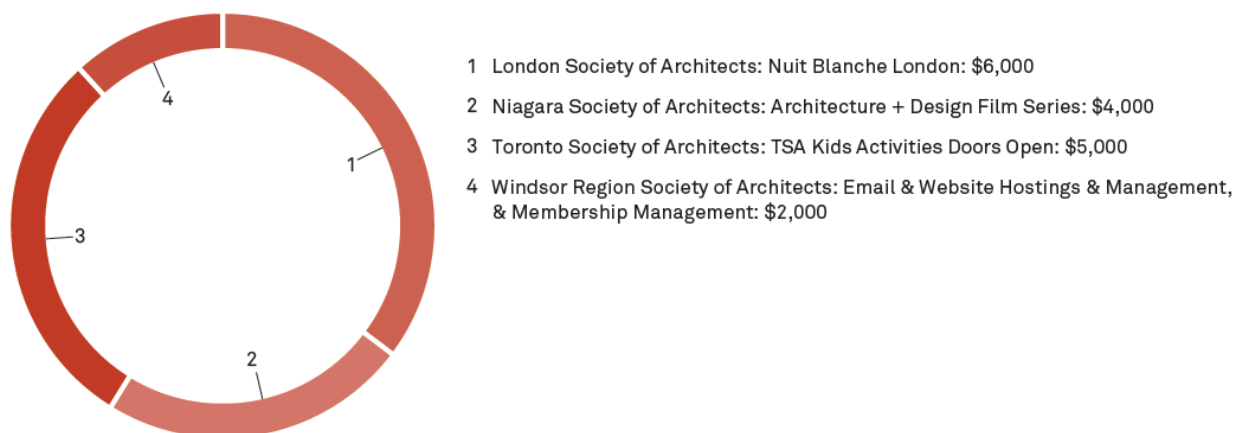 1 London Society of Architects: Nuit Blanche London: $6,000
2 Niagara Society of Architects: Architecture + Design Film Series: $4,000
3 Toronto Society of Architects: TSA Kids Activities Doors Open: $5,000
4 Windsor Region Society of Architects: Email & Website Hostings & Management,
& Membership Management: $2,000
4
1
3
2